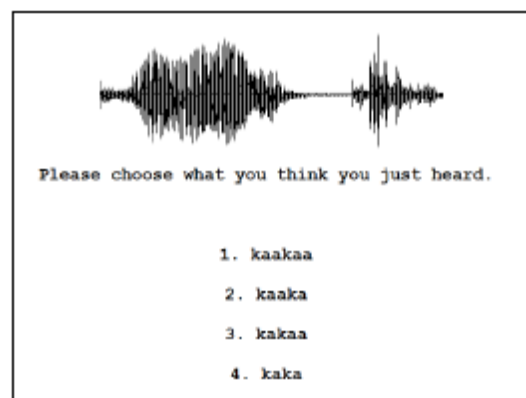 Please choose what you think you just heard.
1. kaakaa
2. kaaka
3. kakaa
4. kaka